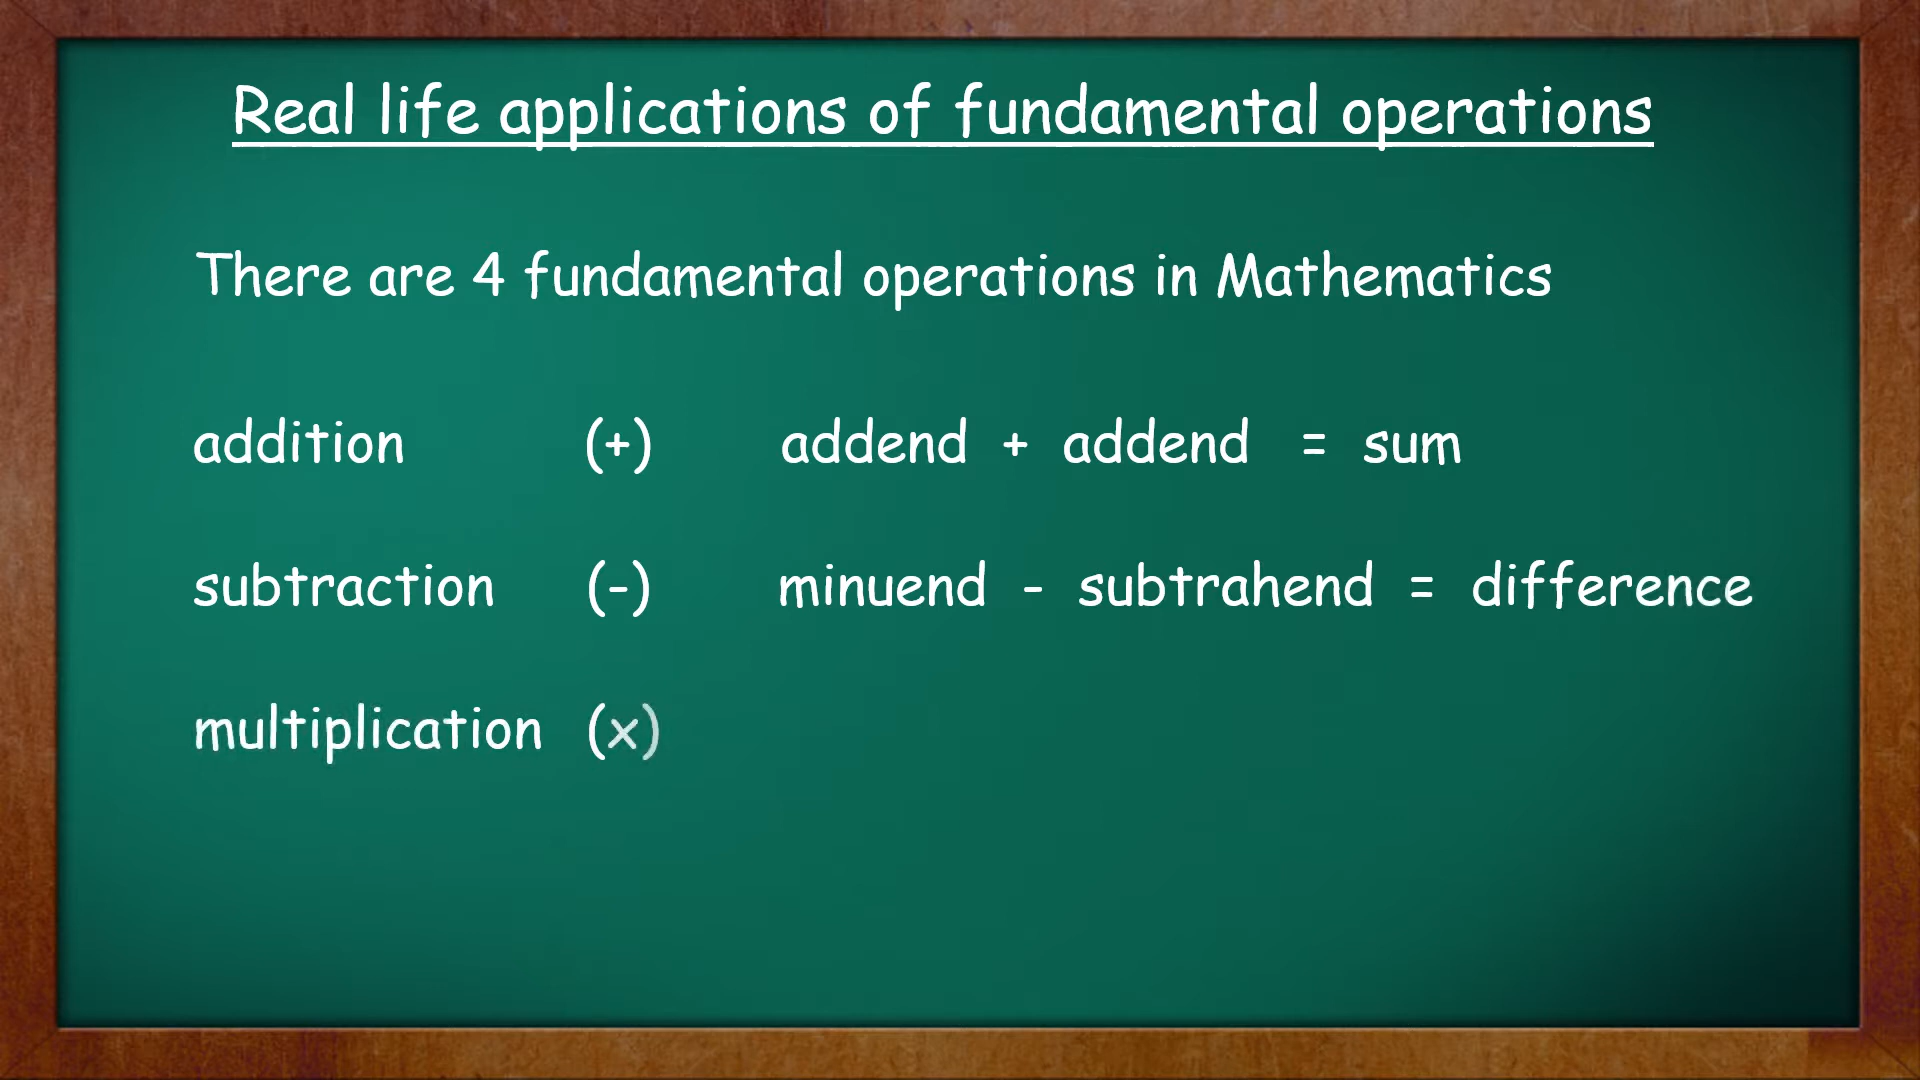 Real life applications of fundamental operations
There are 4 fundamental operations in Mathematics
addition (+) addend + addend = sum
subtraction (-) minuend - subtrahend = difference
multiplication (x)